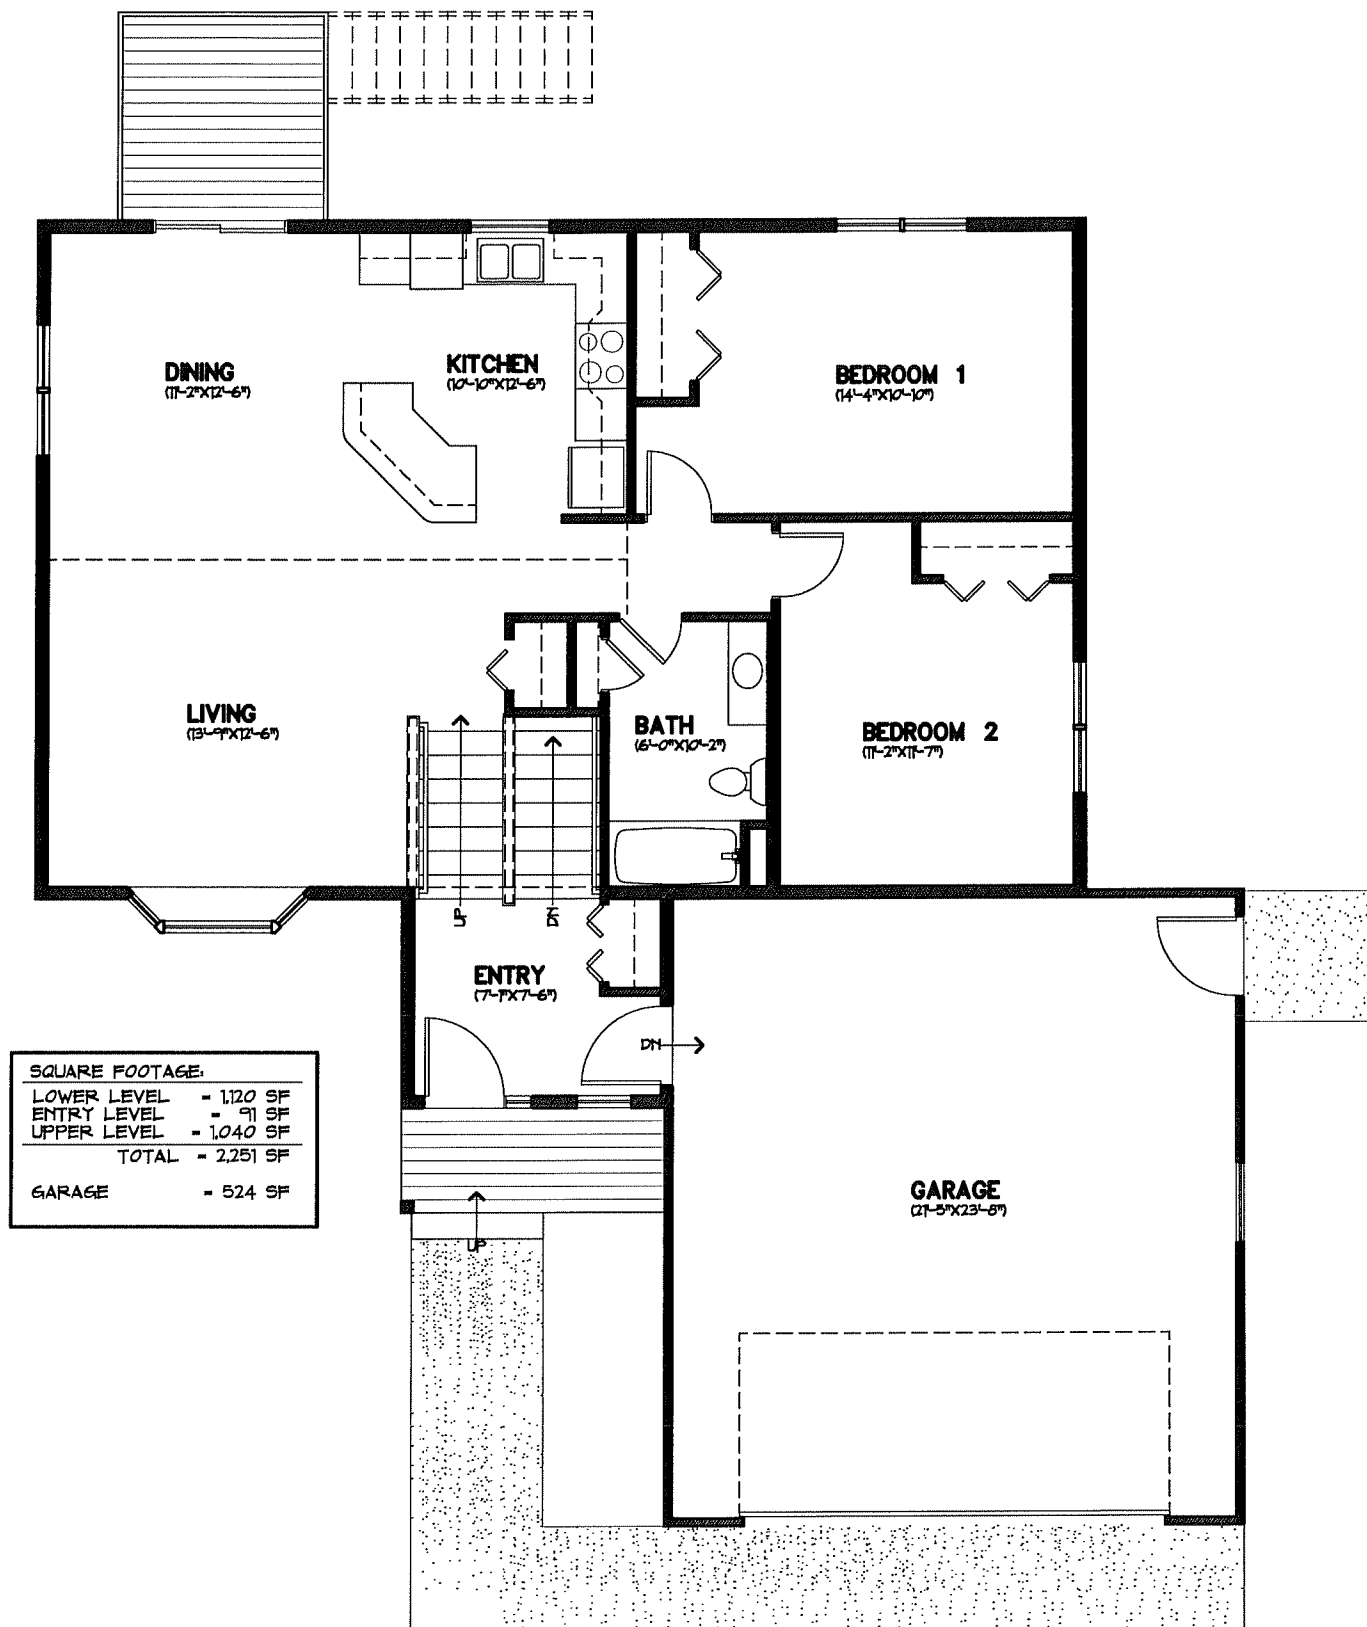 DINING
(11'-2"X12'-6")
KITCHEN
(10'-10"X12'-6")
BEDROOM 1
(14'-4"X10'-10")
LIVING
(13'-9"X12'-6")
BATH
(6'-0"X10'-2")
BEDROOM 2
(11'-2"X11'-7")
UP
DN
ENTRY
(7'-1"X7'-6")
DN
SQUARE FOOTAGE:
LOWER LEVEL = 1,120 SF
ENTRY LEVEL = 91 SF
UPPER LEVEL = 1,040 SF
TOTAL = 2,251 SF
GARAGE = 524 SF
GARAGE
(21'-5"X23'-8")
UP